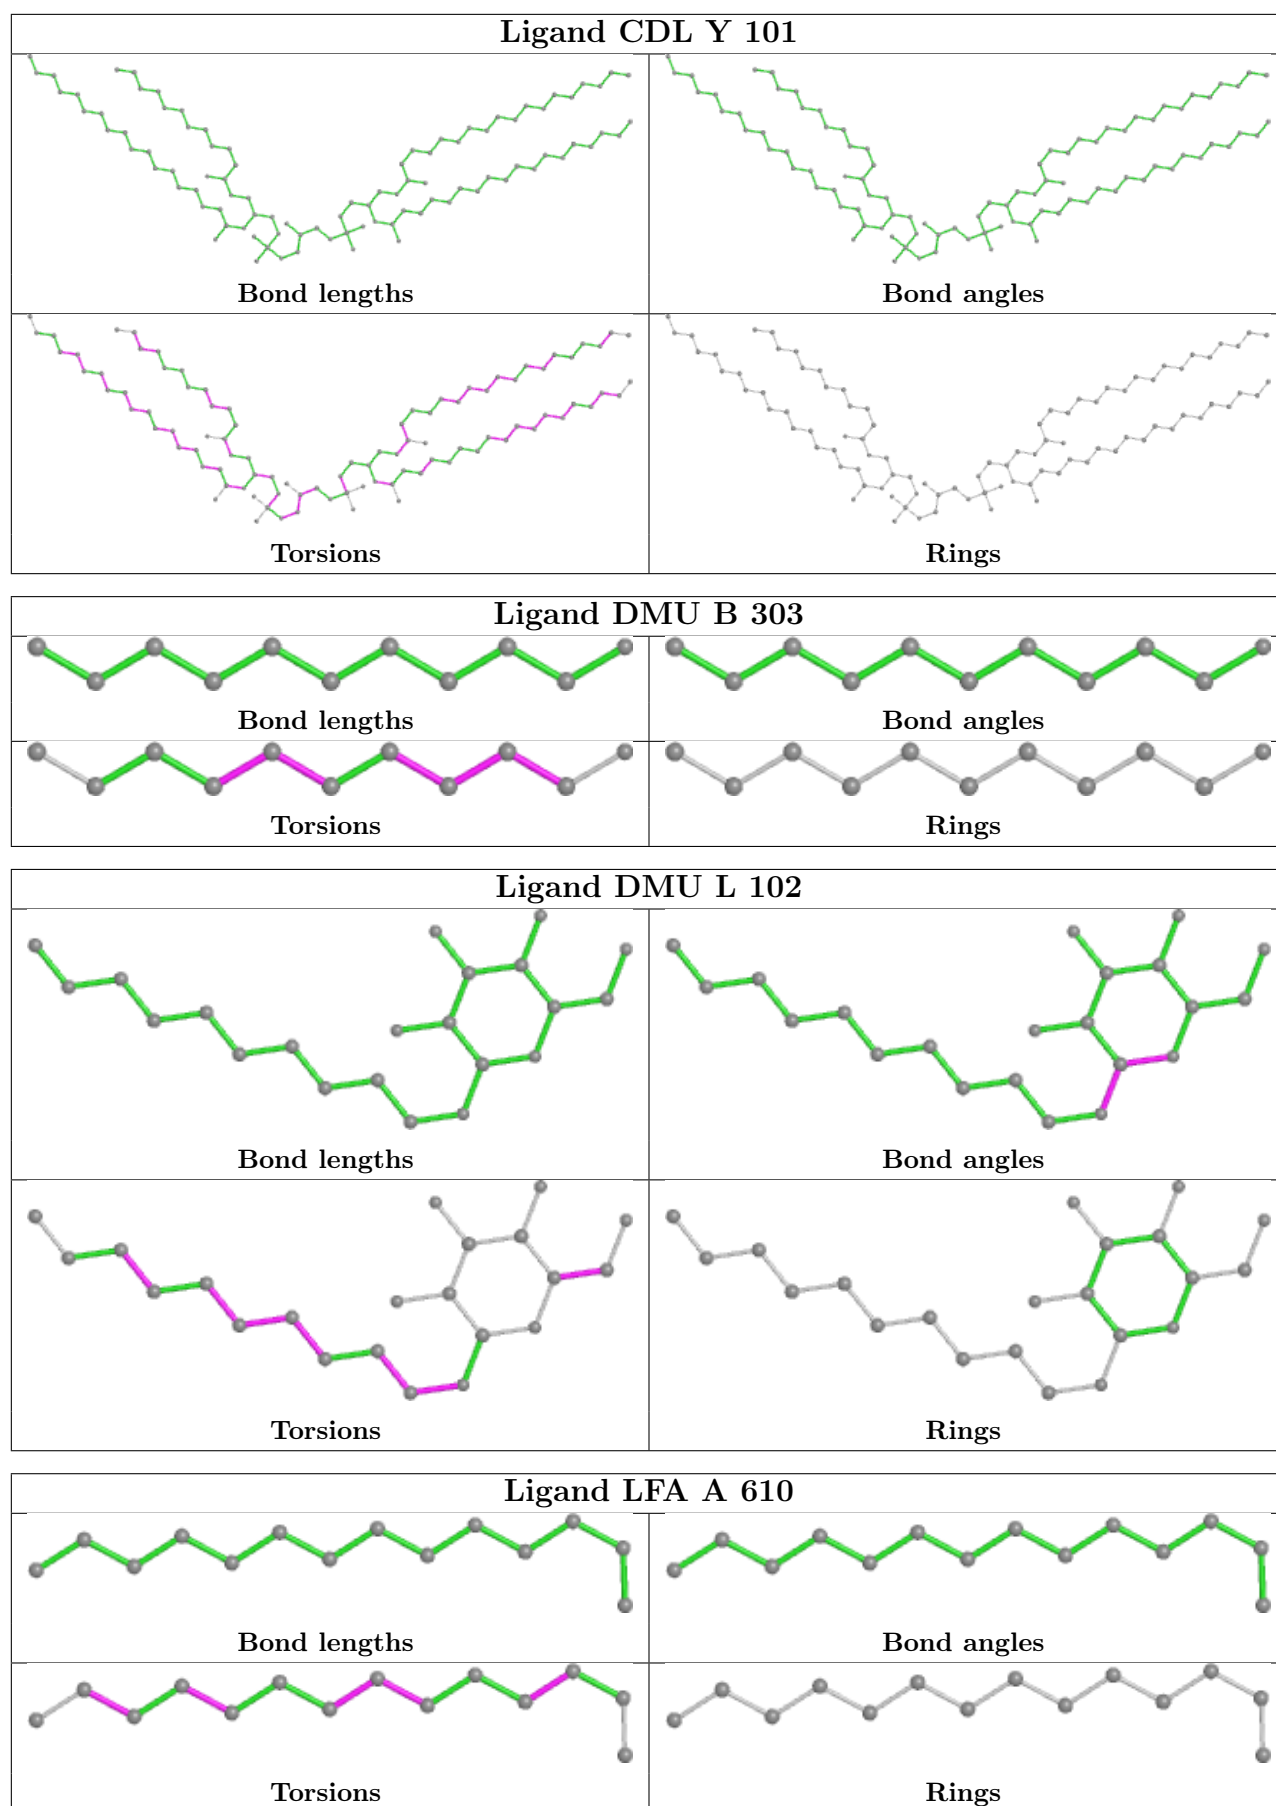 Ligand CDL Y 101
Bond lengths
Bond angles
Torsions
Rings
Ligand DMU B 303
Bond lengths
Bond angles
Torsions
Rings
Ligand DMU L 102
Bond lengths
Bond angles
Torsions
Rings
Ligand LFA A 610
Bond lengths
Bond angles
Torsions
Rings